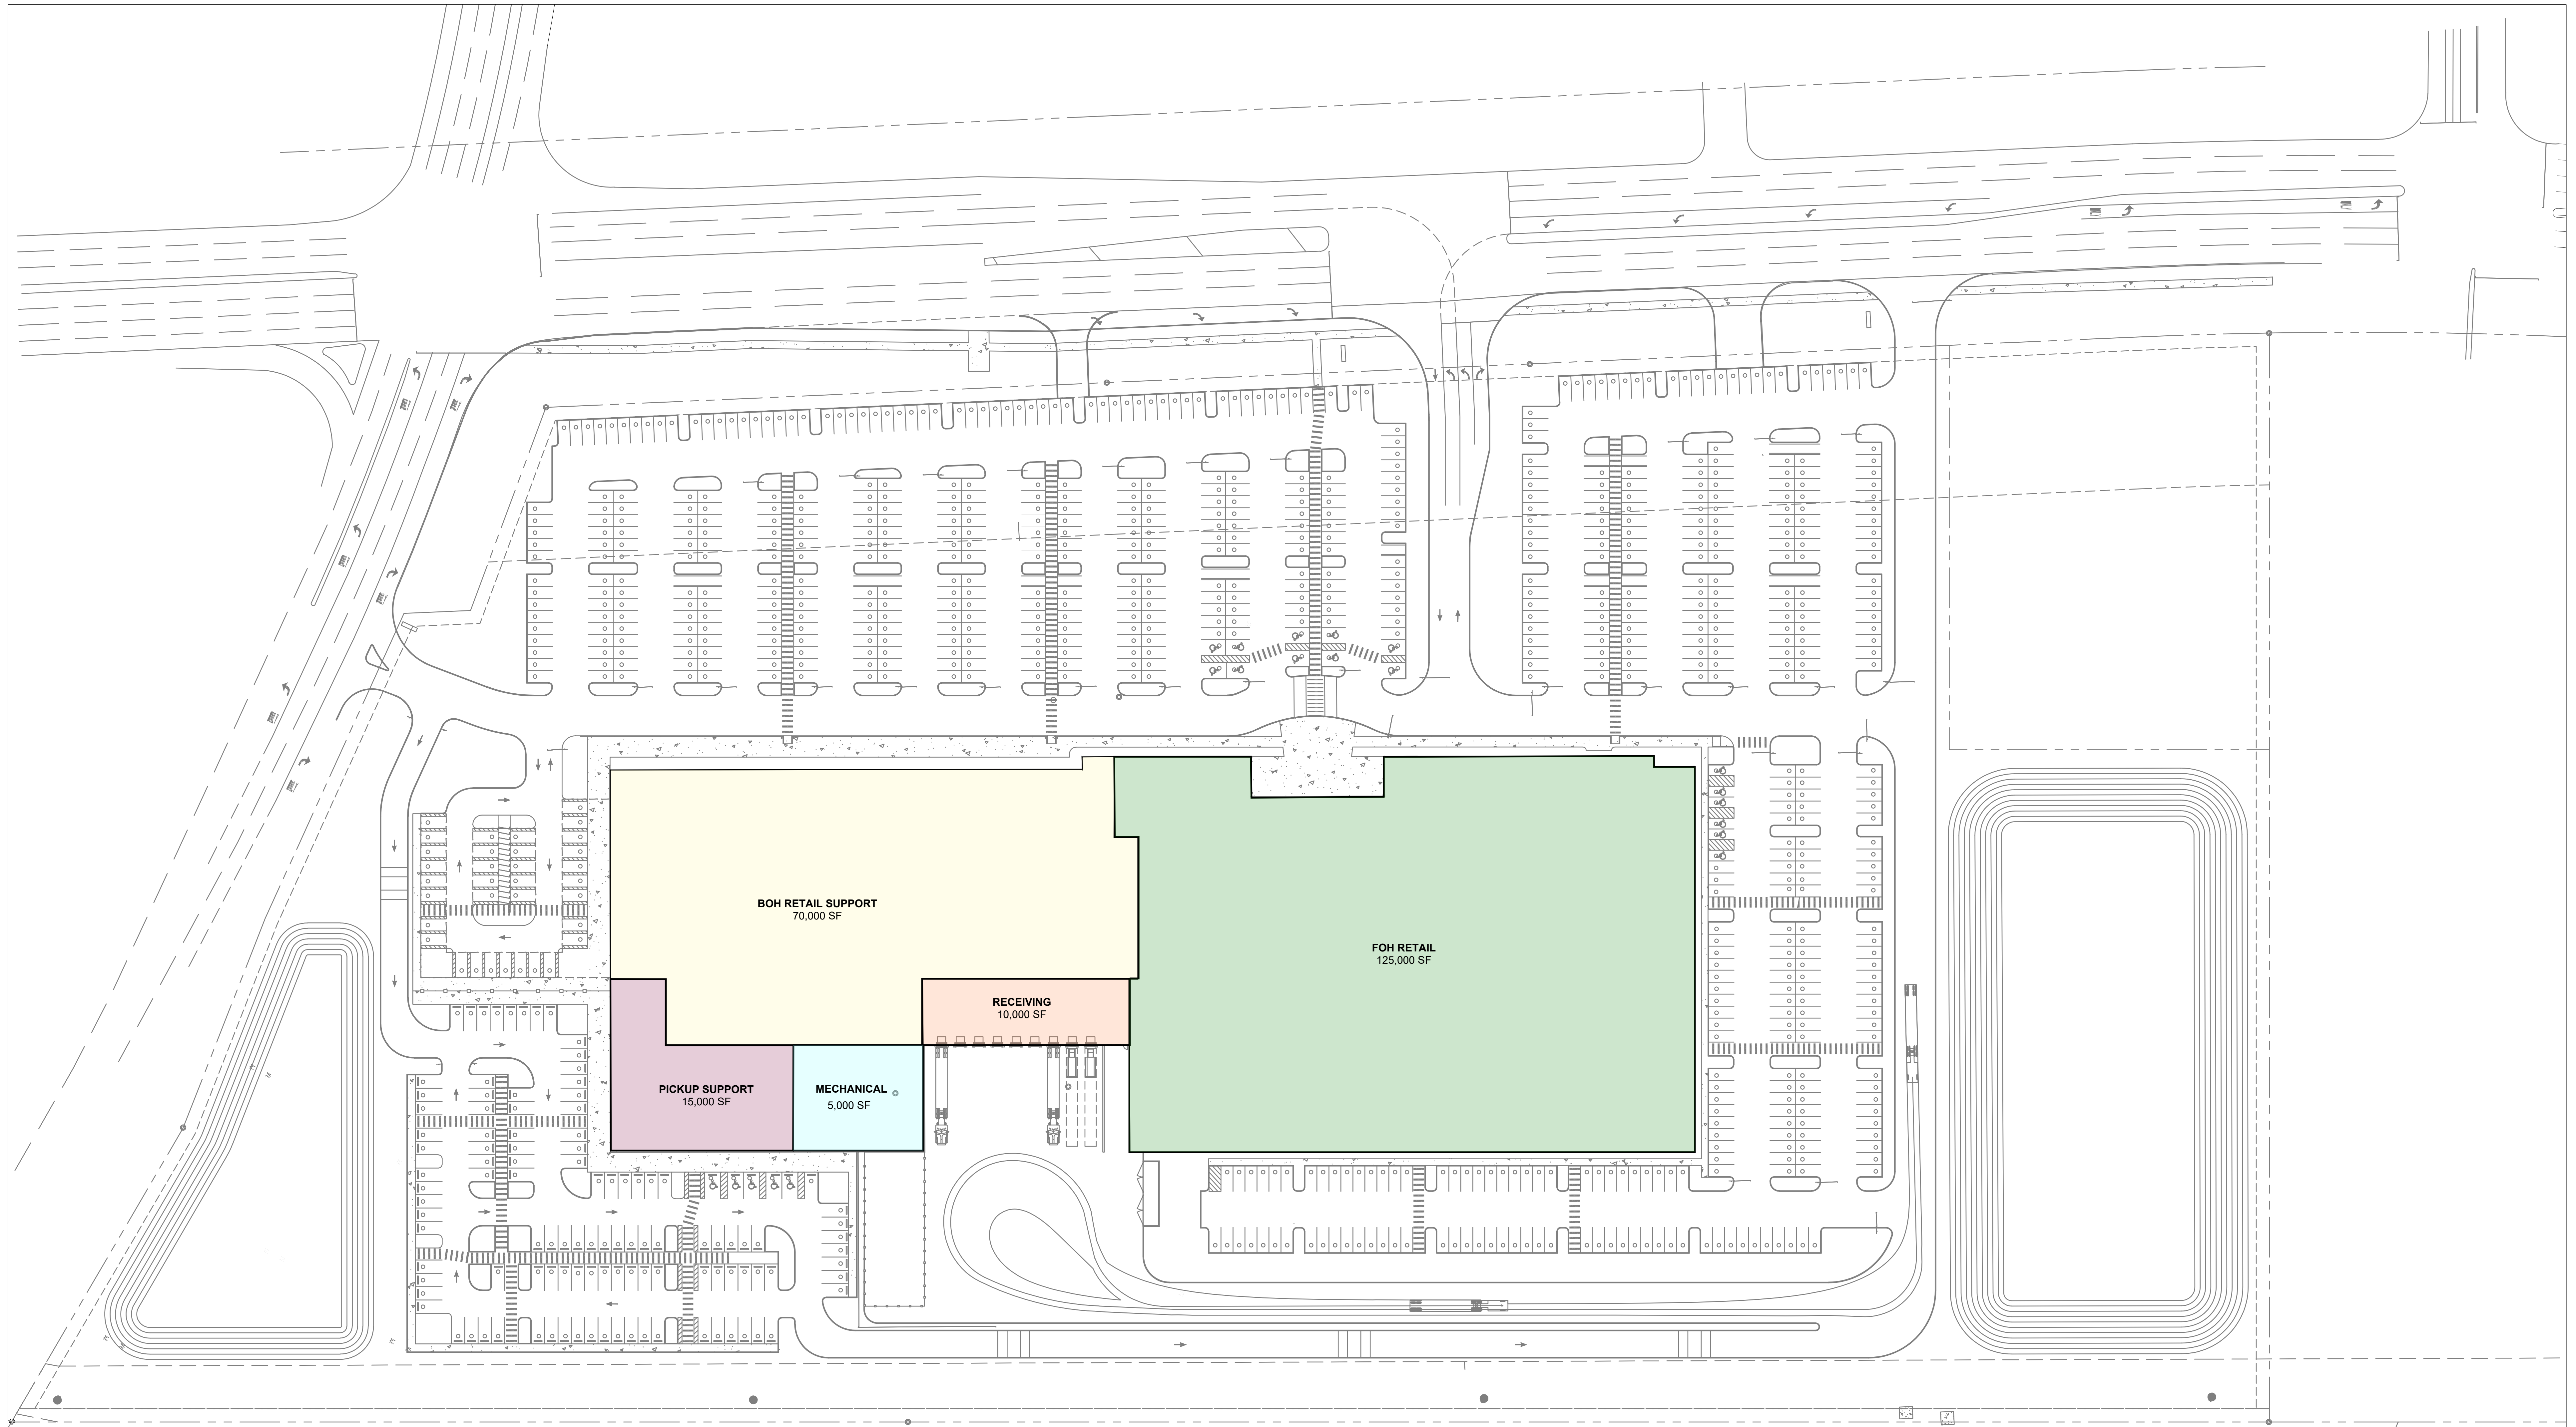 BOH RETAIL SUPPORT
70,000 SF
FOH RETAIL
125,000 SF
RECEIVING
10,000 SF
PICKUP SUPPORT
15,000 SF
MECHANICAL
5,000 SF